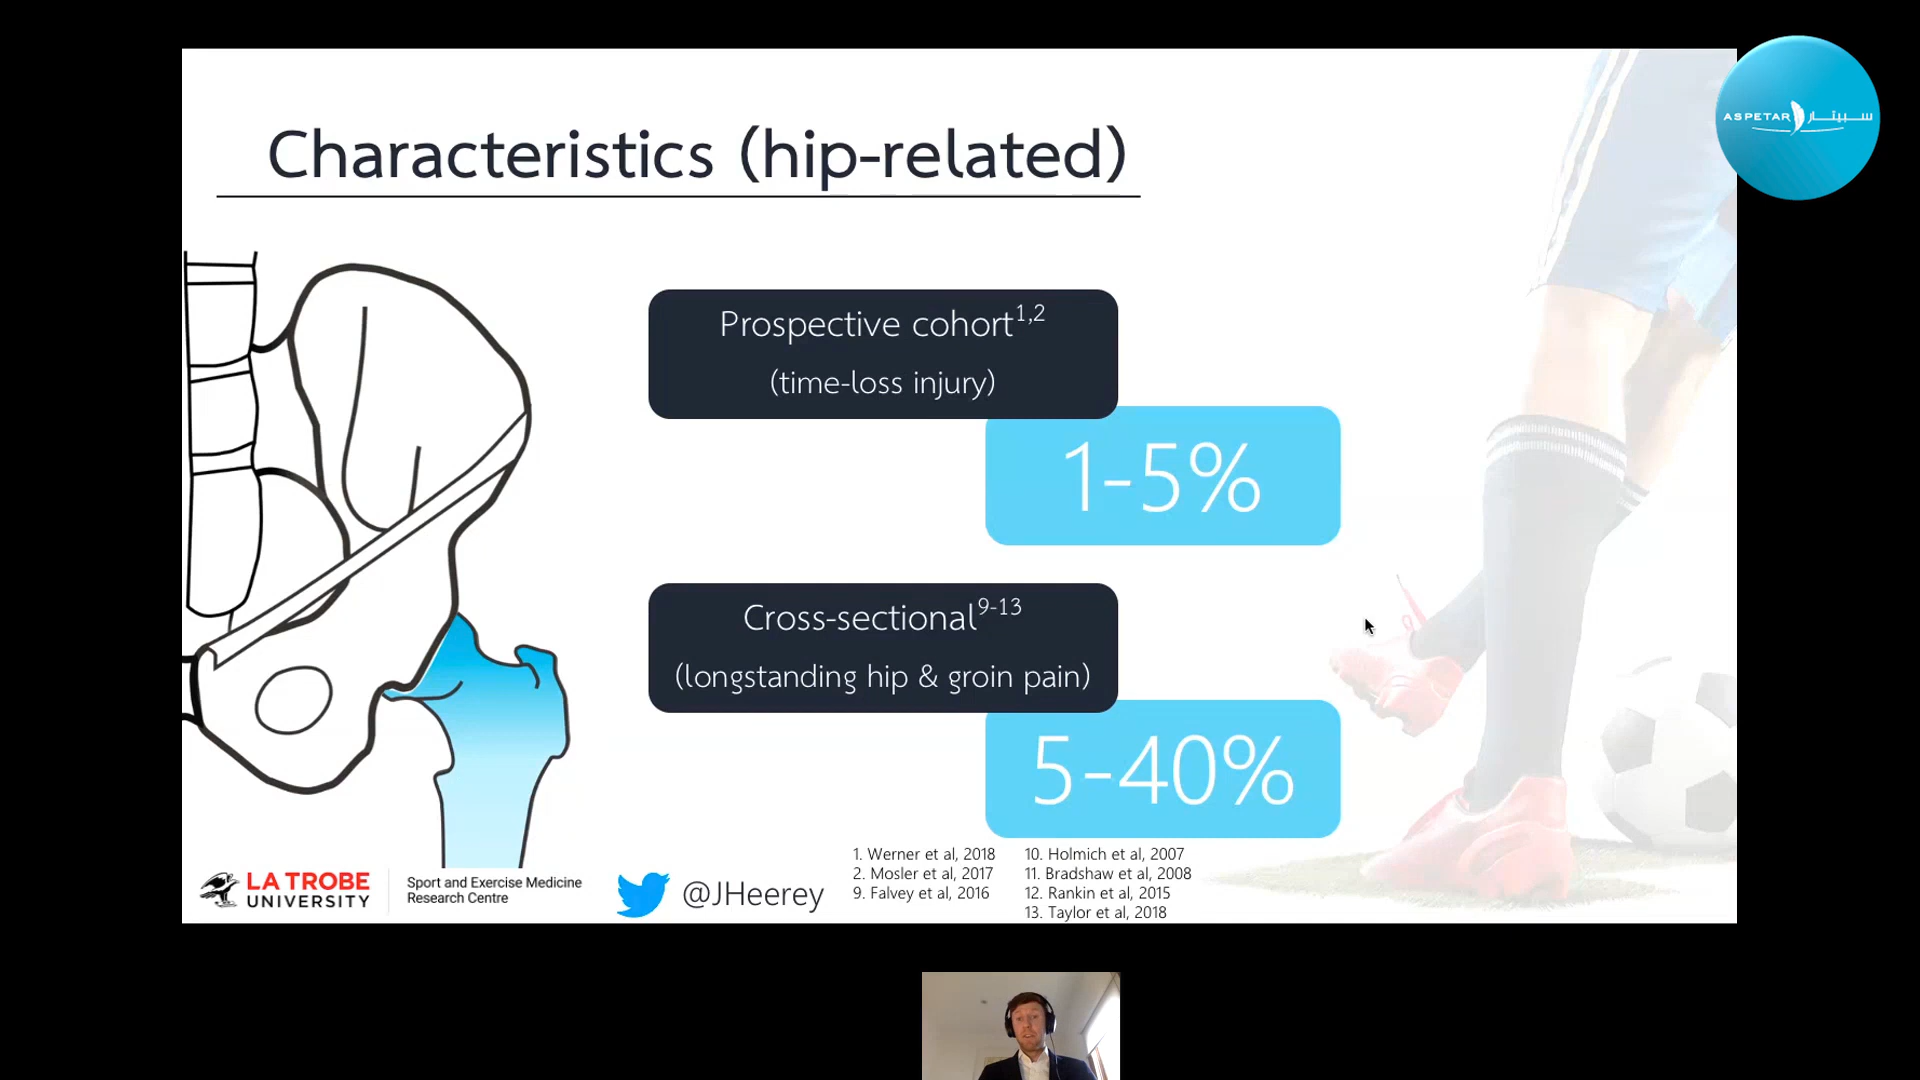 Characteristics (hip-related)
ASPETAR سبيتار
Prospective cohort1,2
(time-loss injury)
1-5%
Cross-sectional9-13
(longstanding hip & groin pain)
5-40%
LA TROBE
UNIVERSITY
Sport and Exercise Medicine
Research Centre
@JHeerey
1. Werner et al, 2018
2. Mosler et al, 2017
9. Falvey et al, 2016
10. Holmich et al, 2007
11. Bradshaw et al, 2008
12. Rankin et al, 2015
13. Taylor et al, 2018